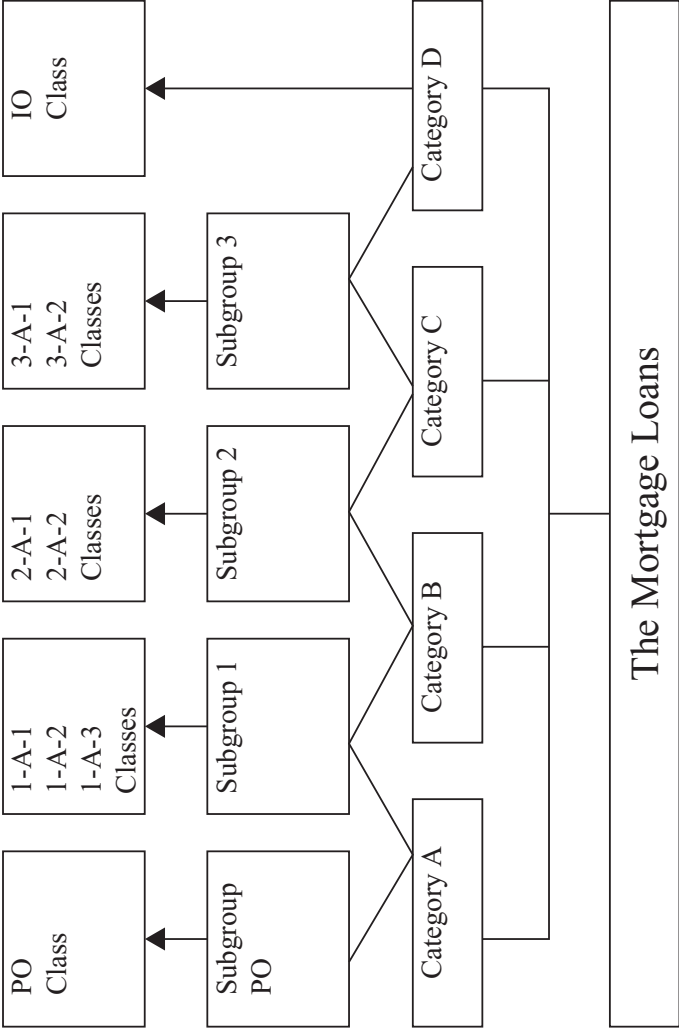 PO
Class
1-A-1
1-A-2
1-A-3
Classes
2-A-1
2-A-2
Classes
3-A-1
3-A-2
Classes
IO
Class
Subgroup
PO
Subgroup 1
Subgroup 2
Subgroup 3
Category A
Category B
Category C
Category D
The Mortgage Loans